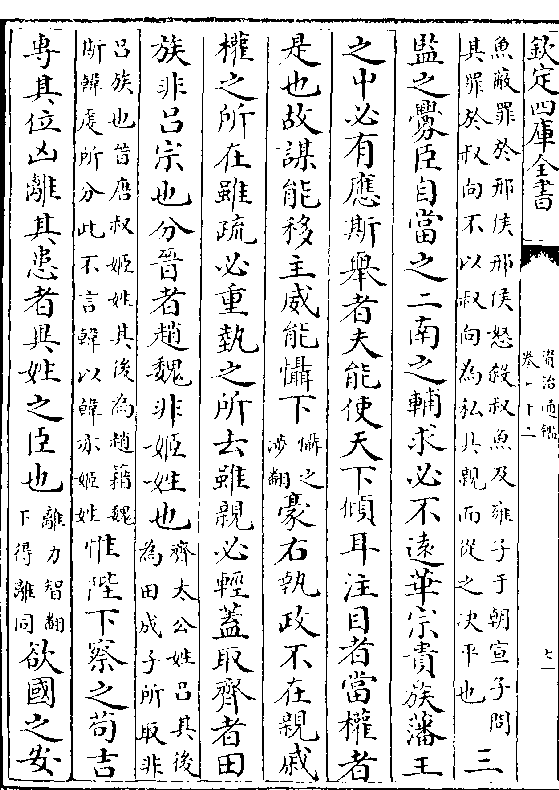 欽定四庫全書
資治通鑑
卷七十二
七
魚蔽罪於邢侯邢侯怒殺叔魚及雍子于朝宣子問
其罪於叔向不以叔向為私其親而從之决平也
三
監之釁臣自當之二南之輔求必不遠華宗貴族藩王
之中必有應斯舉者夫能使天下傾耳注目者當權者
是也故謀能移主威能懾下
懾之
涉翻
豪右執政不在親戚
權之所在雖疏必重埶之所去雖親必輕蓋取齊者田
族非吕宗也分晉者趙魏非姬姓也
齊太公姓吕其後
為田成子所取非
吕族也昔唐叔姬姓其後為趙籍魏
斯韓䖍所分此不言韓以韓亦姬姓
惟陛下察之苟吉
專其位凶離其患者異姓之臣也
離力智翻
下得離同
欲國之安